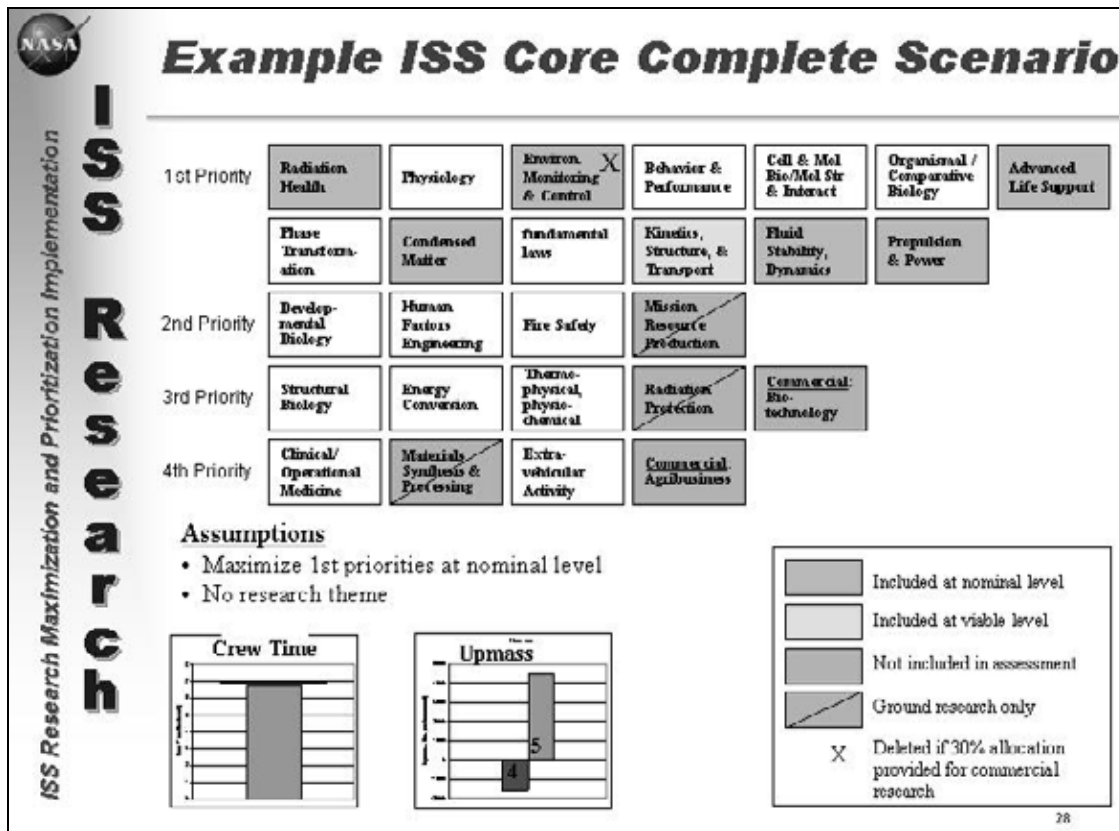 NASA
Example ISS Core Complete Scenario
ISS Research
ISS Research Maximization and Prioritization Implementation
1st Priority
Radiation
Health
Physiology
Environ.
Monitoring
& Control
X
Behavior &
Performance
Cell & Mol
Bio/Mol Str
& Interact
Organismal /
Comparative
Biology
Advanced
Life Support
Phase
Transform-
ation
Condensed
Matter
fundamental
laws
Kinetics,
Structure, &
Transport
Fluid
Stability,
Dynamics
Propulsion
& Power
2nd Priority
Develop-
mental
Biology
Human
Factors
Engineering
Fire Safety
Mission
Resource
Production
3rd Priority
Structural
Biology
Energy
Conversion
Thermo-
physical,
physio-
chemical
Radiation
Protection
Commercial:
Bio-
technology
4th Priority
Clinical/
Operational
Medicine
Materials
Synthesis &
Processing
Extra-
vehicular
Activity
Commercial:
Agribusiness
Assumptions
• Maximize 1st priorities at nominal level
• No research theme
Crew Time
Upmass
5
4
Included at nominal level
Included at viable level
Not included in assessment
Ground research only
X Deleted if 30% allocation
provided for commercial
research
28